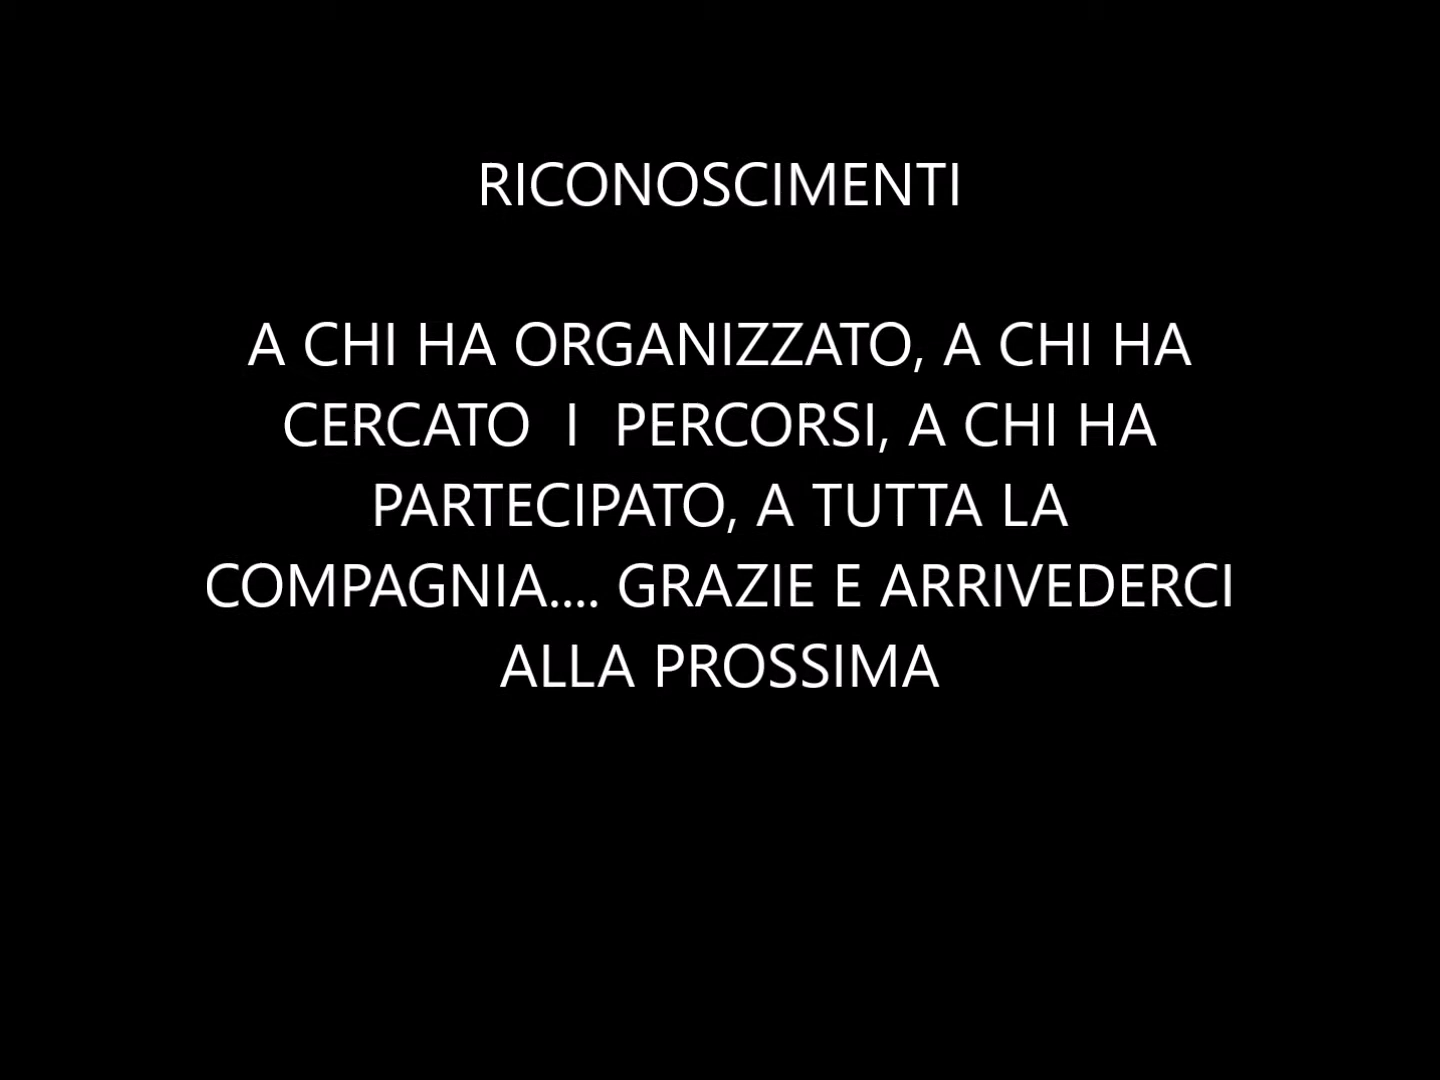 RICONOSCIMENTI
A CHI HA ORGANIZZATO, A CHI HA
CERCATO  I  PERCORSI, A CHI HA
PARTECIPATO, A TUTTA LA
COMPAGNIA.... GRAZIE E ARRIVEDERCI
ALLA PROSSIMA